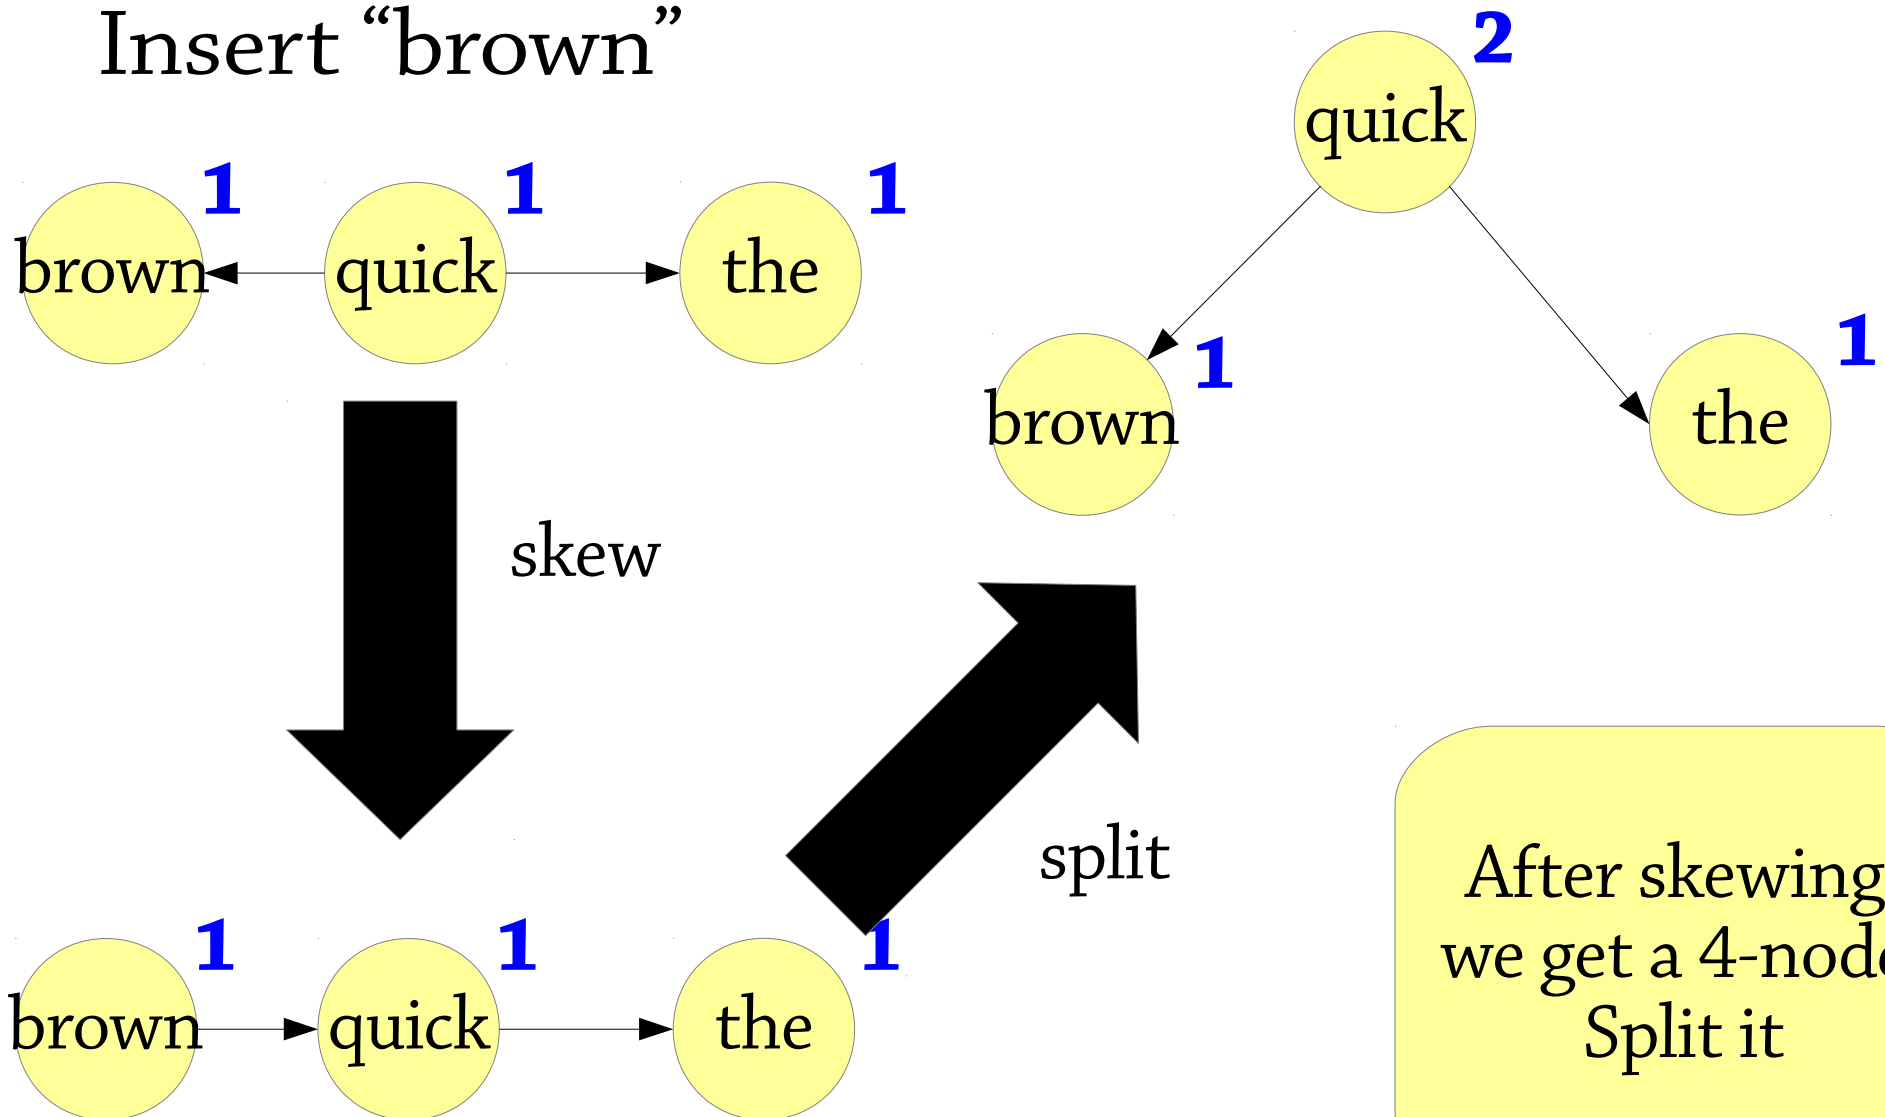 Insert “brown”
2
quick
1 1 1
brown quick the
1 1
brown the
skew
split
1 1 1
brown quick the
After skewing
we get a 4-node
Split it